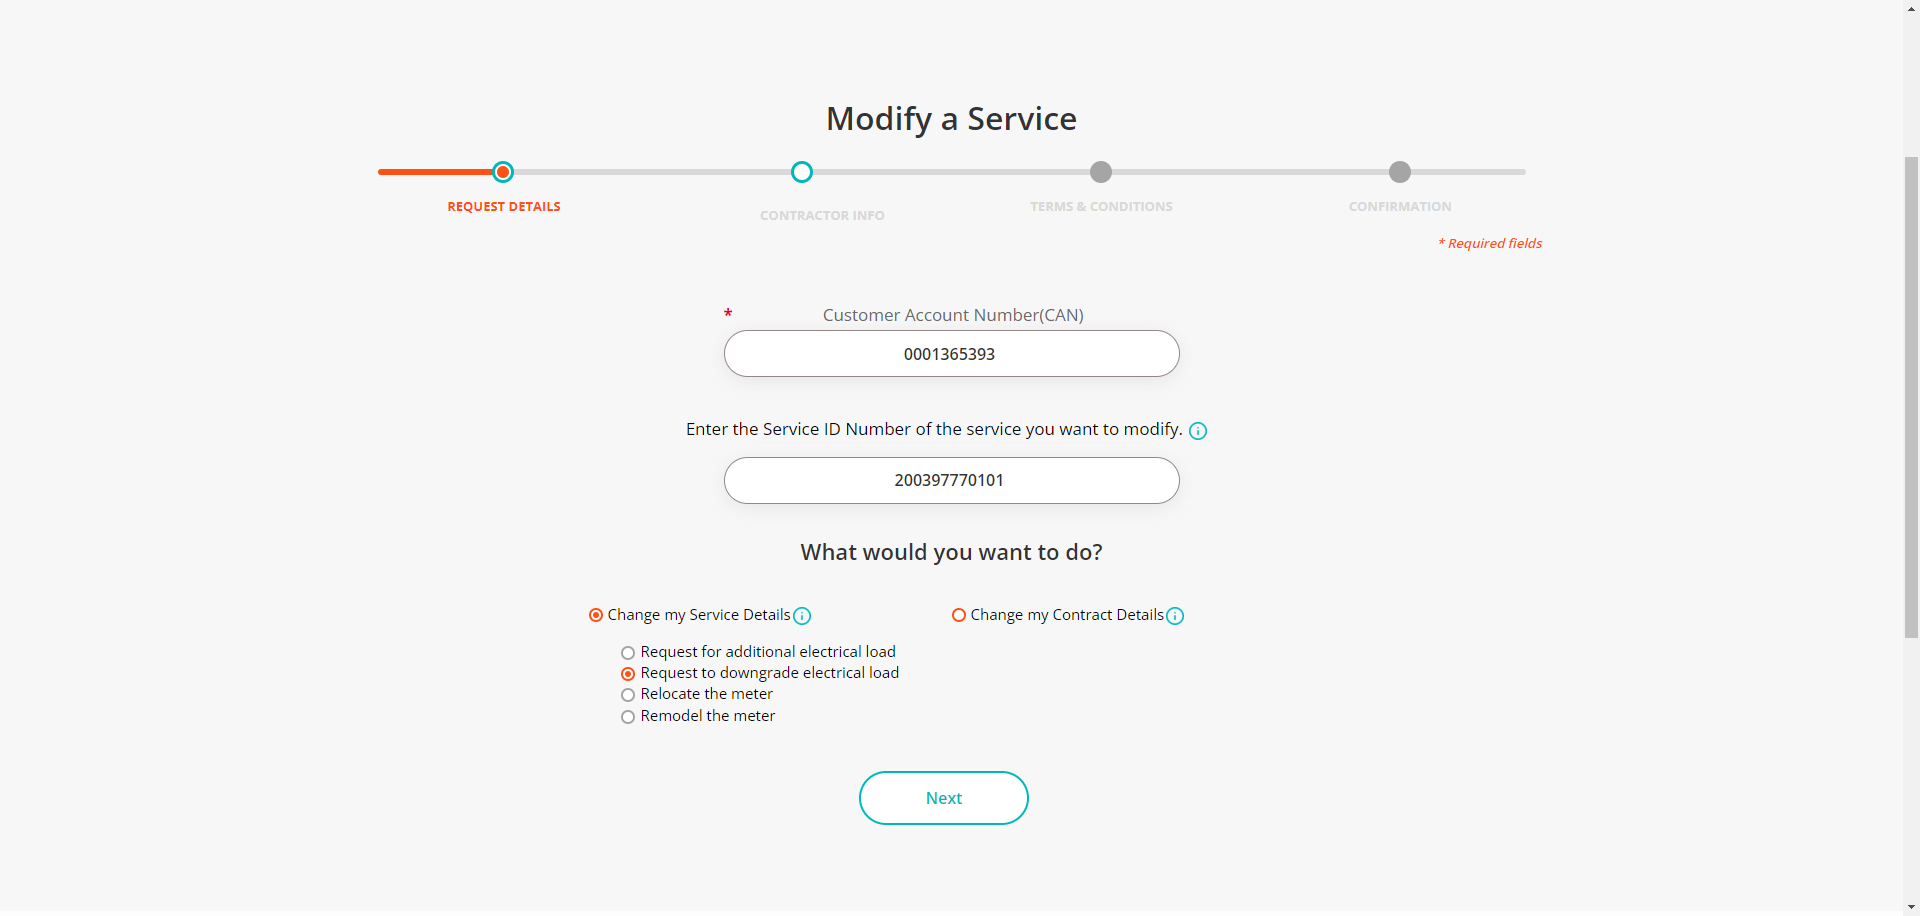 Modify a Service
REQUEST DETAILS
CONTRACTOR INFO
TERMS & CONDITIONS
CONFIRMATION
* Required fields
* Customer Account Number(CAN)
0001365393
Enter the Service ID Number of the service you want to modify.
200397770101
What would you want to do?
Change my Service Details
Change my Contract Details
Request for additional electrical load
Request to downgrade electrical load
Relocate the meter
Remodel the meter
Next